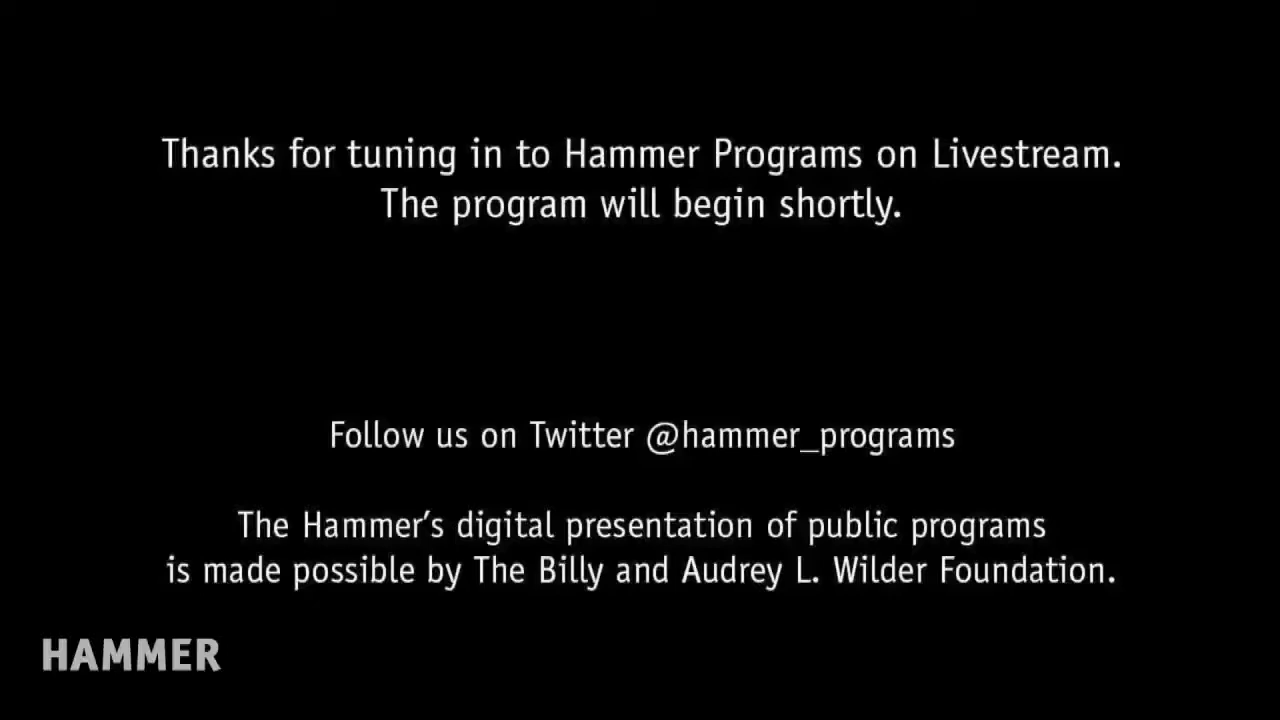 Thanks for tuning in to Hammer Programs on Livestream.
The program will begin shortly.
Follow us on Twitter @hammer_programs
The Hammer’s digital presentation of public programs
is made possible by The Billy and Audrey L. Wilder Foundation.
HAMMER